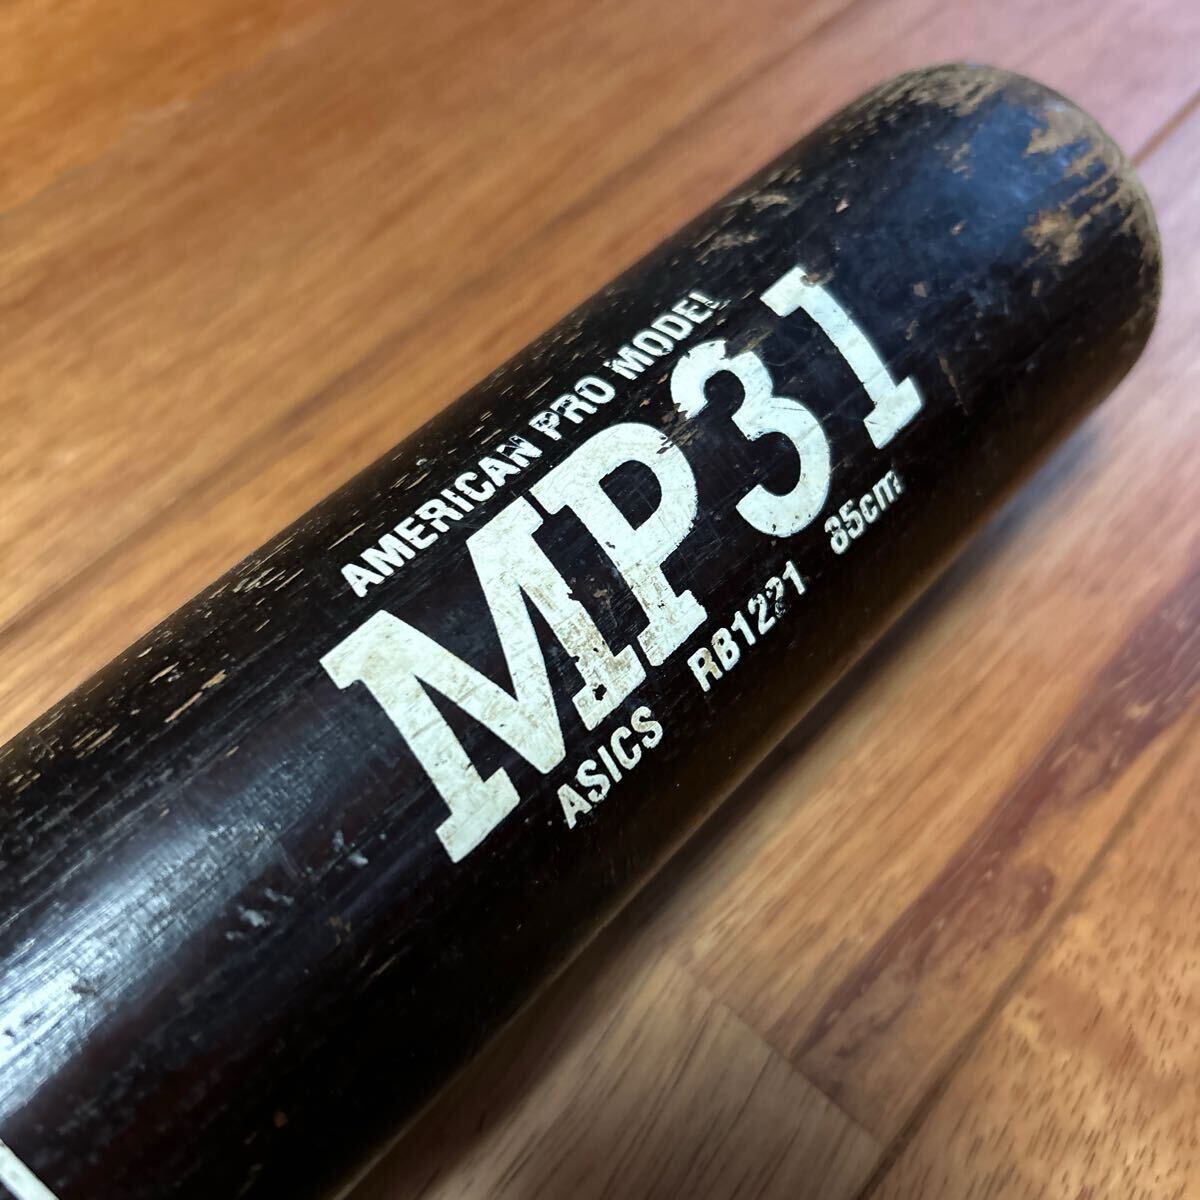 AMERICAN PRO MODEL
MP31
ASICS RB1221 85cm